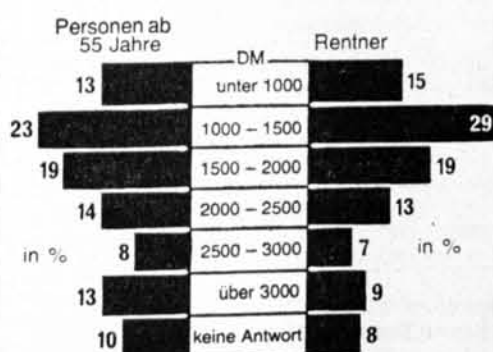 Personen ab
55 Jahre
DM
Rentner
13 unter 1000 15
23 1000 – 1500 29
19 1500 – 2000 19
14 2000 – 2500 13
in % 8 2500 – 3000 7 in %
13 über 3000 9
10 keine Antwort 8